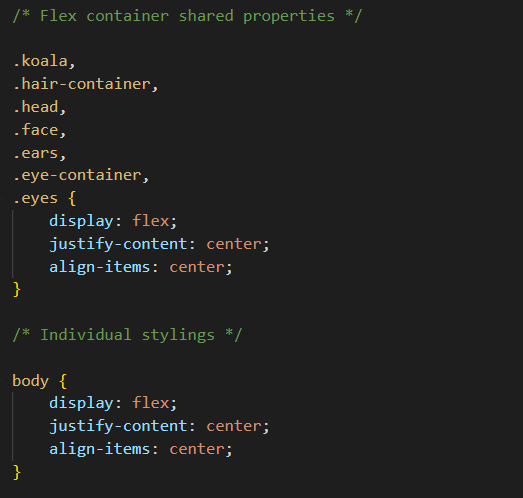 /* Flex container shared properties */
.koala,
.hair-container,
.head,
.face,
.ears,
.eye-container,
.eyes {
    display: flex;
    justify-content: center;
    align-items: center;
}
/* Individual stylings */
body {
    display: flex;
    justify-content: center;
    align-items: center;
}